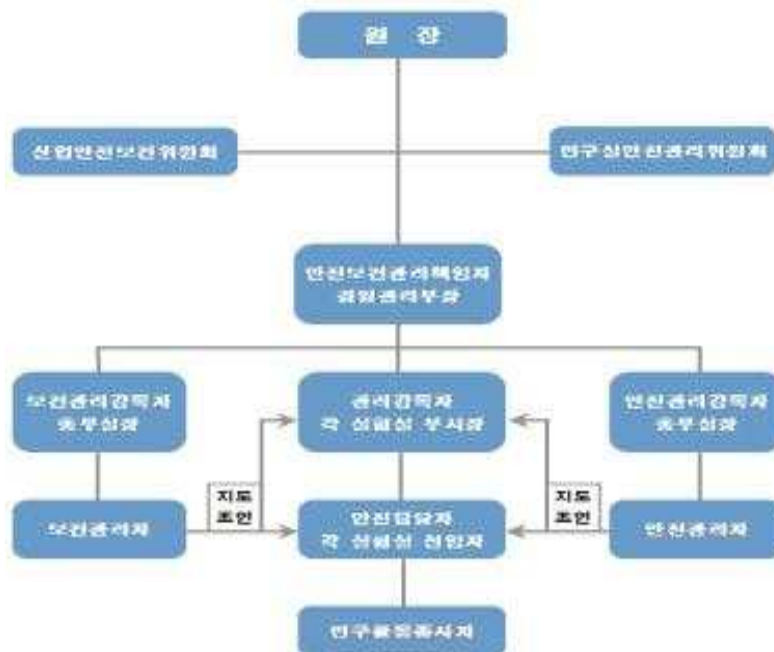 원 장
산업안전보건위원회
연구실안전관리위원회
안전보건관리책임자
경영관리부장
보건관리감독자
총무실장
관리감독자
각 실험실 부서장
안전관리감독자
총무실장
지도
조언
지도
조언
보건관리자
안전담당자
각 실험실 전임자
안전관리자
연구활동종사자